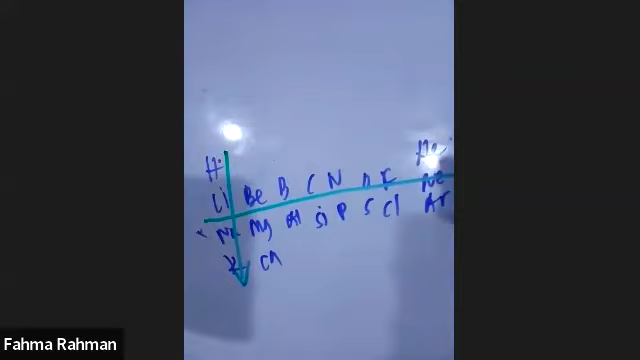 H He
Li Be B C N O F Ne
Na Mg Al Si P S Cl Ar
K CA
Fahma Rahman